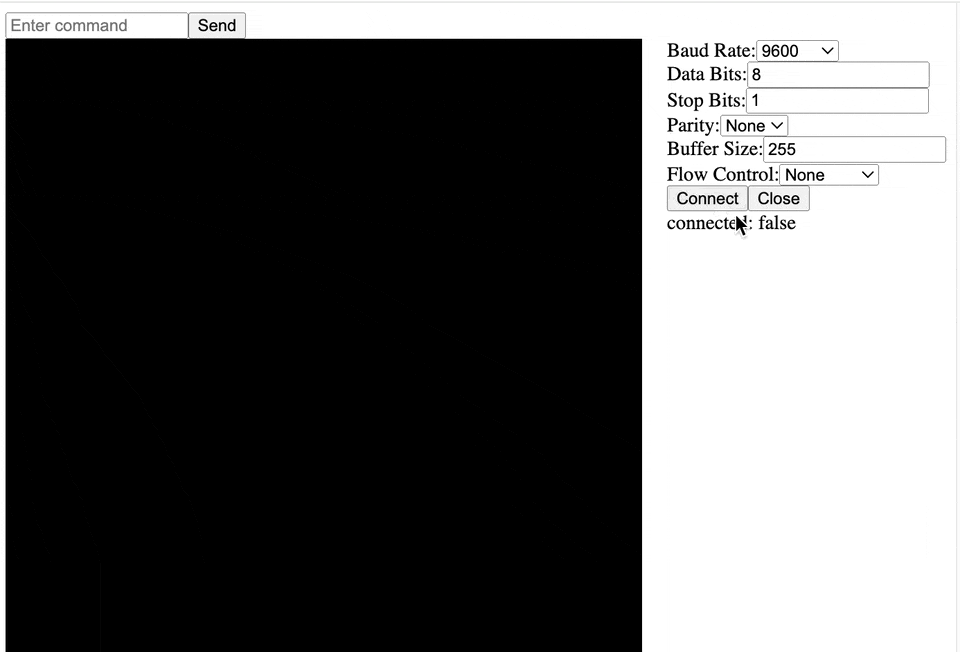 Enter command Send
Baud Rate: 9600
Data Bits: 8
Stop Bits: 1
Parity: None
Buffer Size: 255
Flow Control: None
Connect Close
connected: false